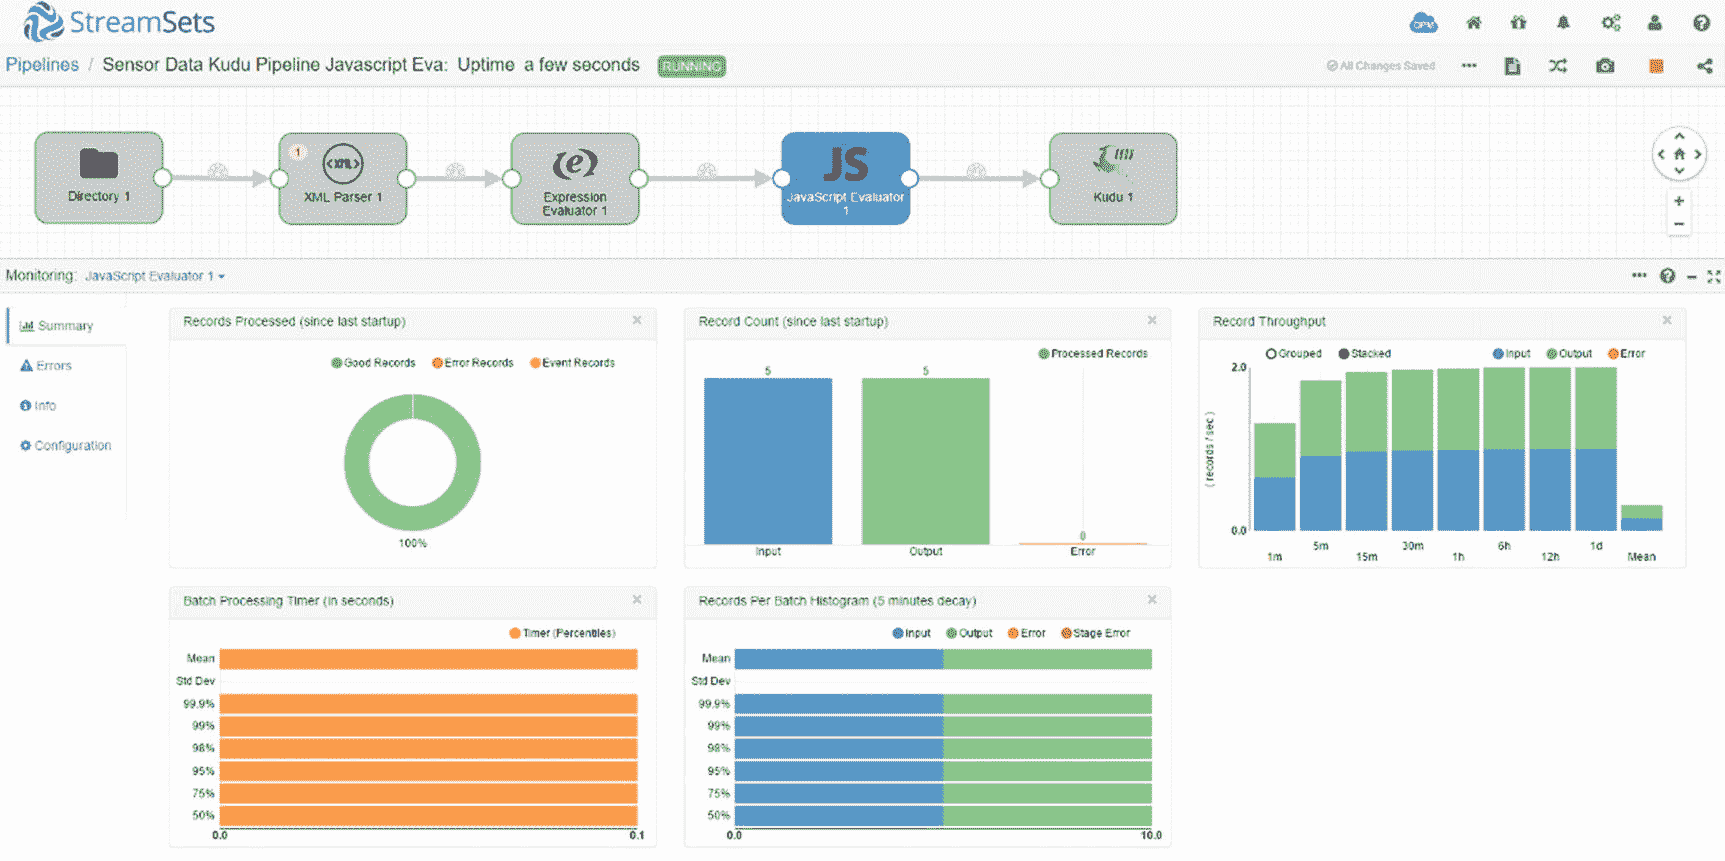 StreamSets
Pipelines / Sensor Data Kudu Pipeline Javascript Eva: Uptime a few seconds RUNNING
All Changes Saved
Directory 1
1
<XML>
XML Parser 1
Expression
Evaluator 1
JS
JavaScript Evaluator
1
Kudu 1
Monitoring: JavaScript Evaluator 1
Summary
Errors
Info
Configuration
Records Processed (since last startup)
Good Records Error Records Event Records
100%
Record Count (since last startup)
Processed Records
5 5 0
Input Output Error
Record Throughput
Grouped Stacked Input Output Error
2.0
( records / sec )
0.0
1m 5m 15m 30m 1h 6h 12h 1d Mean
Batch Processing Timer (in seconds)
Timer (Percentiles)
Mean
Std Dev
99.9%
99%
98%
95%
75%
50%
0.0 0.1
Records Per Batch Histogram (5 minutes decay)
Input Output Error Stage Error
Mean
Std Dev
99.9%
99%
98%
95%
75%
50%
0.0 10.0